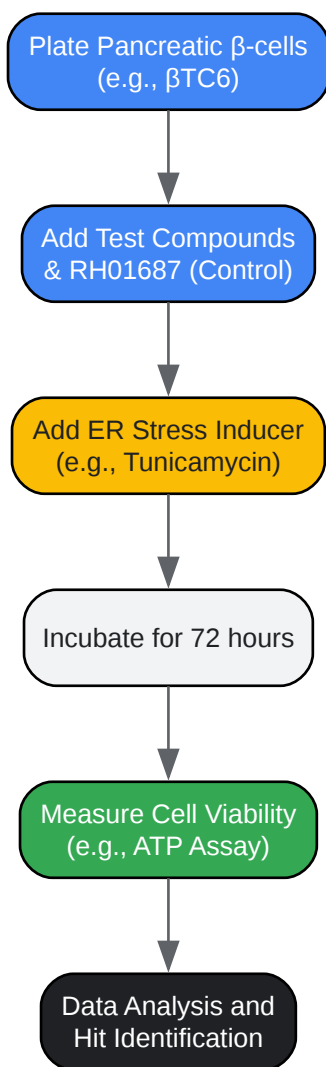 Plate Pancreatic β-cells
(e.g., βTC6)
Add Test Compounds
& RH01687 (Control)
Add ER Stress Inducer
(e.g., Tunicamycin)
Incubate for 72 hours
Measure Cell Viability
(e.g., ATP Assay)
Data Analysis and
Hit Identification